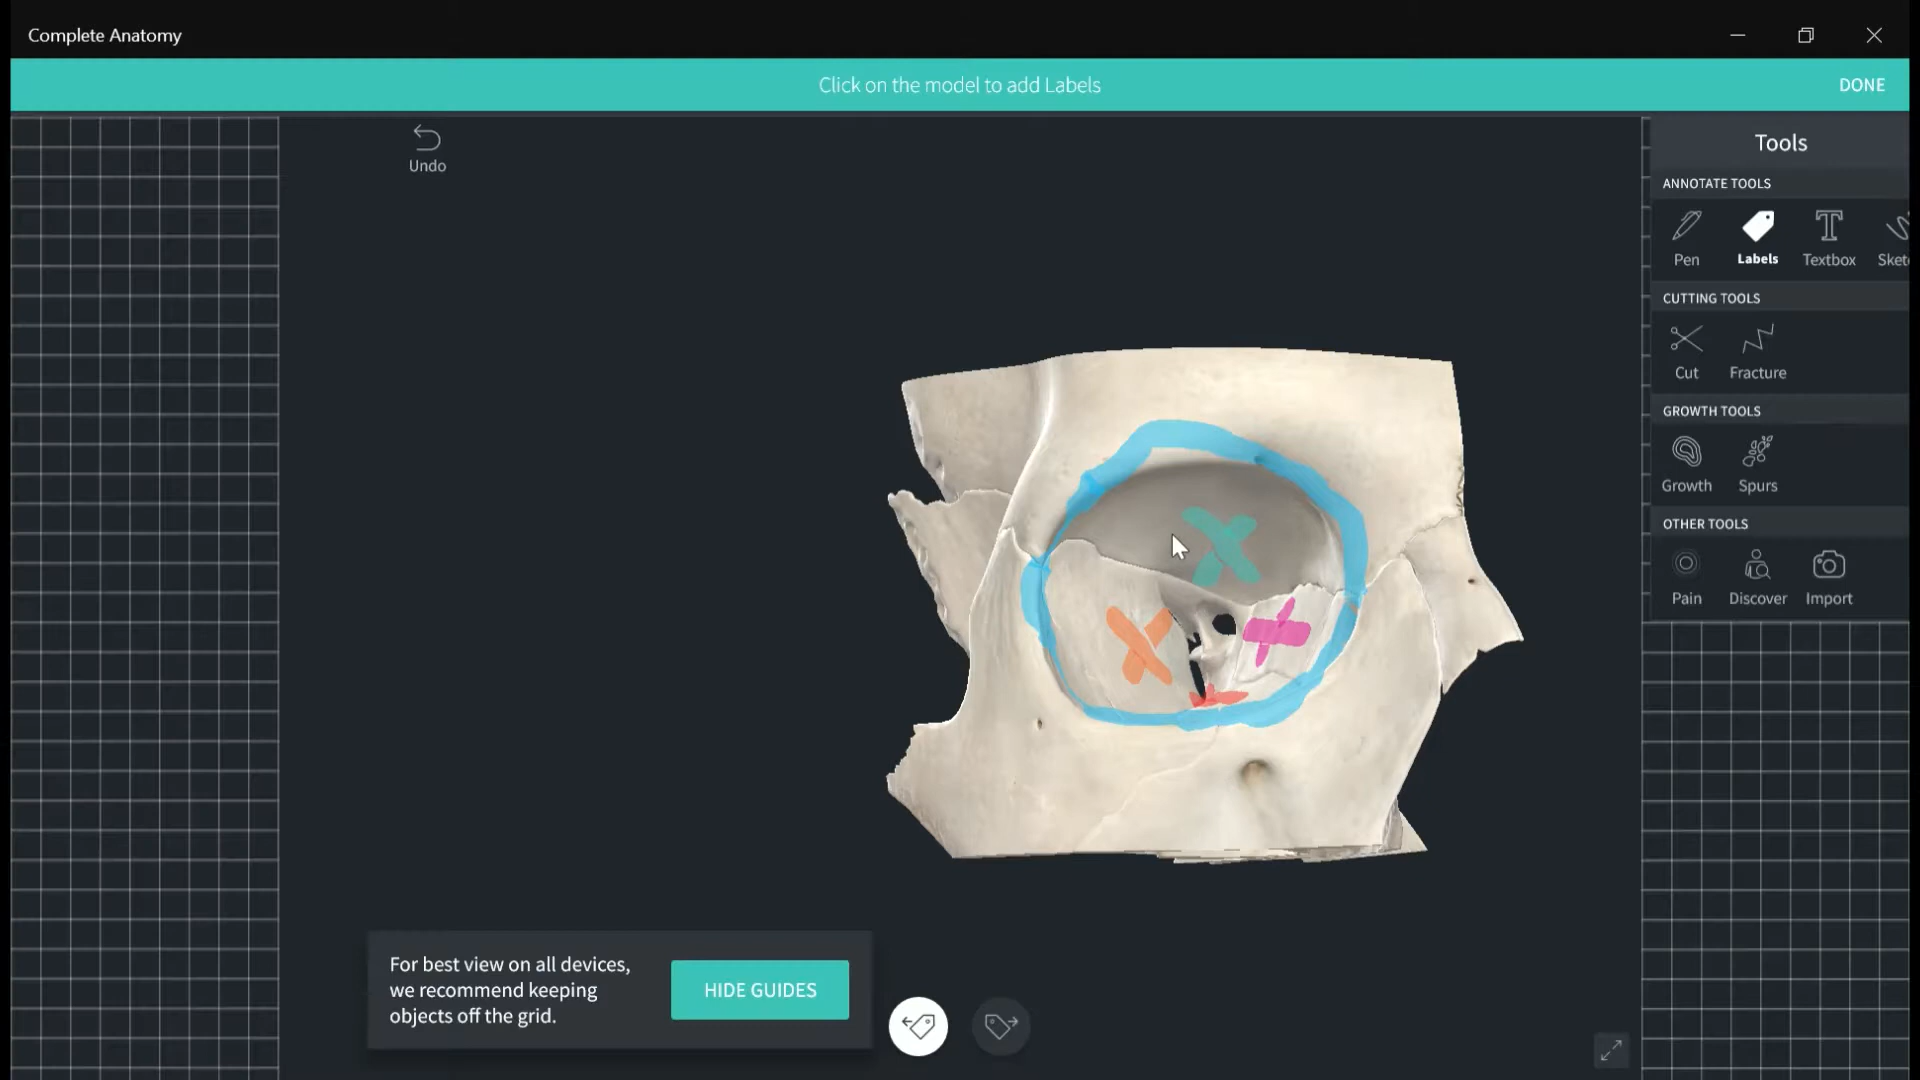 Complete Anatomy
Click on the model to add Labels
DONE
Undo
Tools
ANNOTATE TOOLS
Pen
Labels
Textbox
Sket
CUTTING TOOLS
Cut
Fracture
GROWTH TOOLS
Growth
Spurs
OTHER TOOLS
Pain
Discover
Import
For best view on all devices,
we recommend keeping
objects off the grid.
HIDE GUIDES